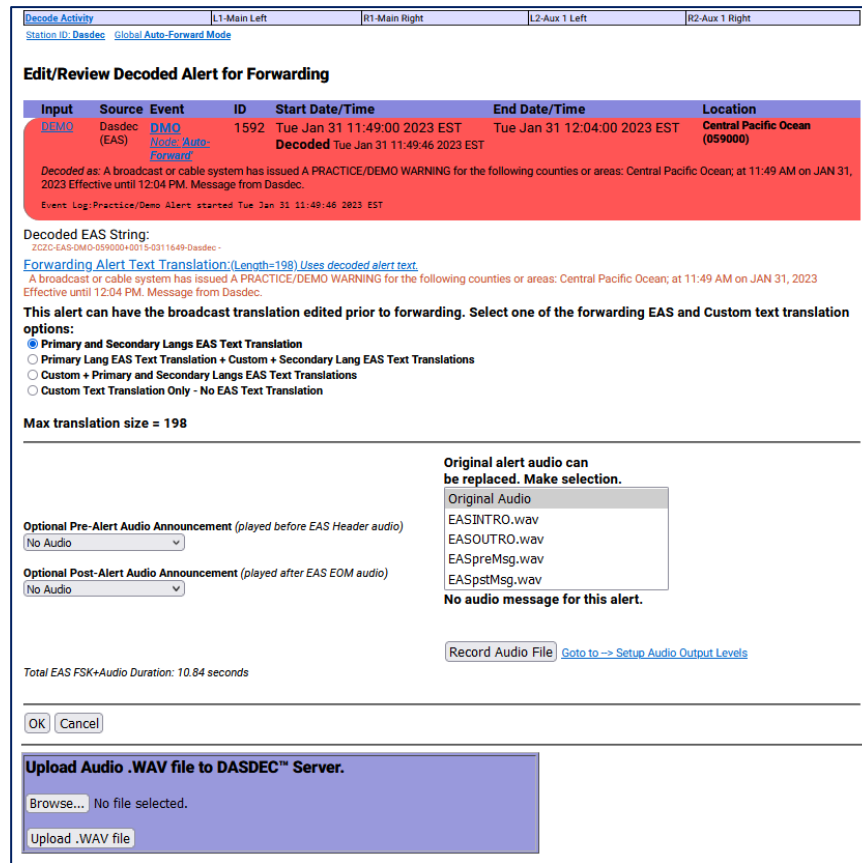 Decode Activity L1-Main Left R1-Main Right L2-Aux 1 Left R2-Aux 1 Right
Station ID: Dasdec Global Auto-Forward Mode
Edit/Review Decoded Alert for Forwarding
Input Source Event ID Start Date/Time End Date/Time Location
DEMO Dasdec DMO 1592 Tue Jan 31 11:49:00 2023 EST Tue Jan 31 12:04:00 2023 EST Central Pacific Ocean
(EAS) Node: 'Auto- Decoded Tue Jan 31 11:49:46 2023 EST (059000)
Forward'
Decoded as: A broadcast or cable system has issued A PRACTICE/DEMO WARNING for the following counties or areas: Central Pacific Ocean; at 11:49 AM on JAN 31,
2023 Effective until 12:04 PM. Message from Dasdec.
Event Log:Practice/Demo Alert started Tue Jan 31 11:49:46 2023 EST
Decoded EAS String:
ZCZC-EAS-DMO-059000+0015-0311649-Dasdec -
Forwarding Alert Text Translation:(Length=198) Uses decoded alert text.
A broadcast or cable system has issued A PRACTICE/DEMO WARNING for the following counties or areas: Central Pacific Ocean; at 11:49 AM on JAN 31, 2023
Effective until 12:04 PM. Message from Dasdec.
This alert can have the broadcast translation edited prior to forwarding. Select one of the forwarding EAS and Custom text translation
options:
Primary and Secondary Langs EAS Text Translation
Primary Lang EAS Text Translation + Custom + Secondary Lang EAS Text Translations
Custom + Primary and Secondary Langs EAS Text Translations
Custom Text Translation Only - No EAS Text Translation
Max translation size = 198
Original alert audio can
be replaced. Make selection.
Original Audio
EASINTRO.wav
EASOUTRO.wav
EASpreMsg.wav
EASpstMsg.wav
No audio message for this alert.
Optional Pre-Alert Audio Announcement (played before EAS Header audio)
No Audio
Optional Post-Alert Audio Announcement (played after EAS EOM audio)
No Audio
Record Audio File Goto to --> Setup Audio Output Levels
Total EAS FSK+Audio Duration: 10.84 seconds
OK Cancel
Upload Audio .WAV file to DASDEC™ Server.
Browse... No file selected.
Upload .WAV file